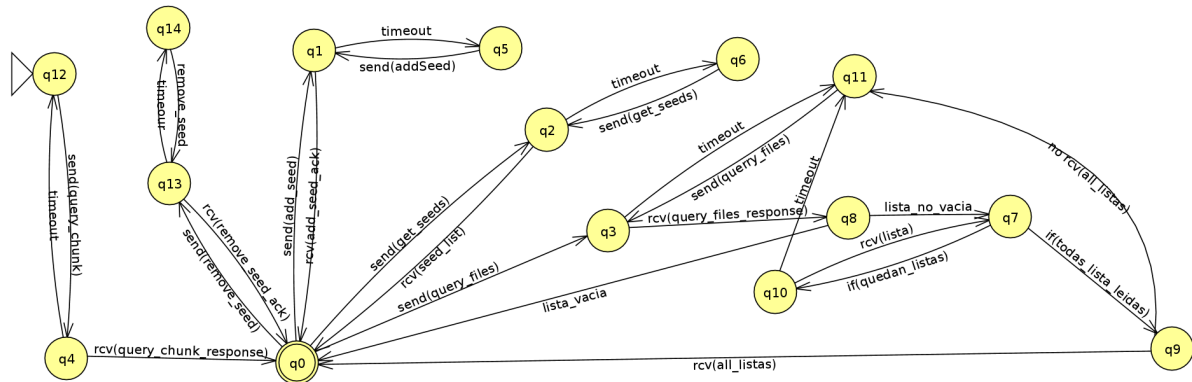 q14
q12
q1
timeout
q5
send(addSeed)
q6
timeout
send(get_seeds)
q11
q2
remove_seed
timeour
q13
send(query_chunk)
timeout
send(add_seed)
rcv(add_seed_ack)
timeout
send(querry_files)
timeout
no rcv(all_listas)
rcv(remove_seed_ack)
send(remove_seed)
send(get_seeds)
rcv(seed_list)
q3
rcv(query_files_response)
q8
lista_no_vacia
q7
rcv(lista)
if(quedan_listas)
if(todas_lista_leidas)
send(query_files)
q10
lista_vacia
q4
rcv(query_chunk_response)
q0
rcv(all_listas)
q9